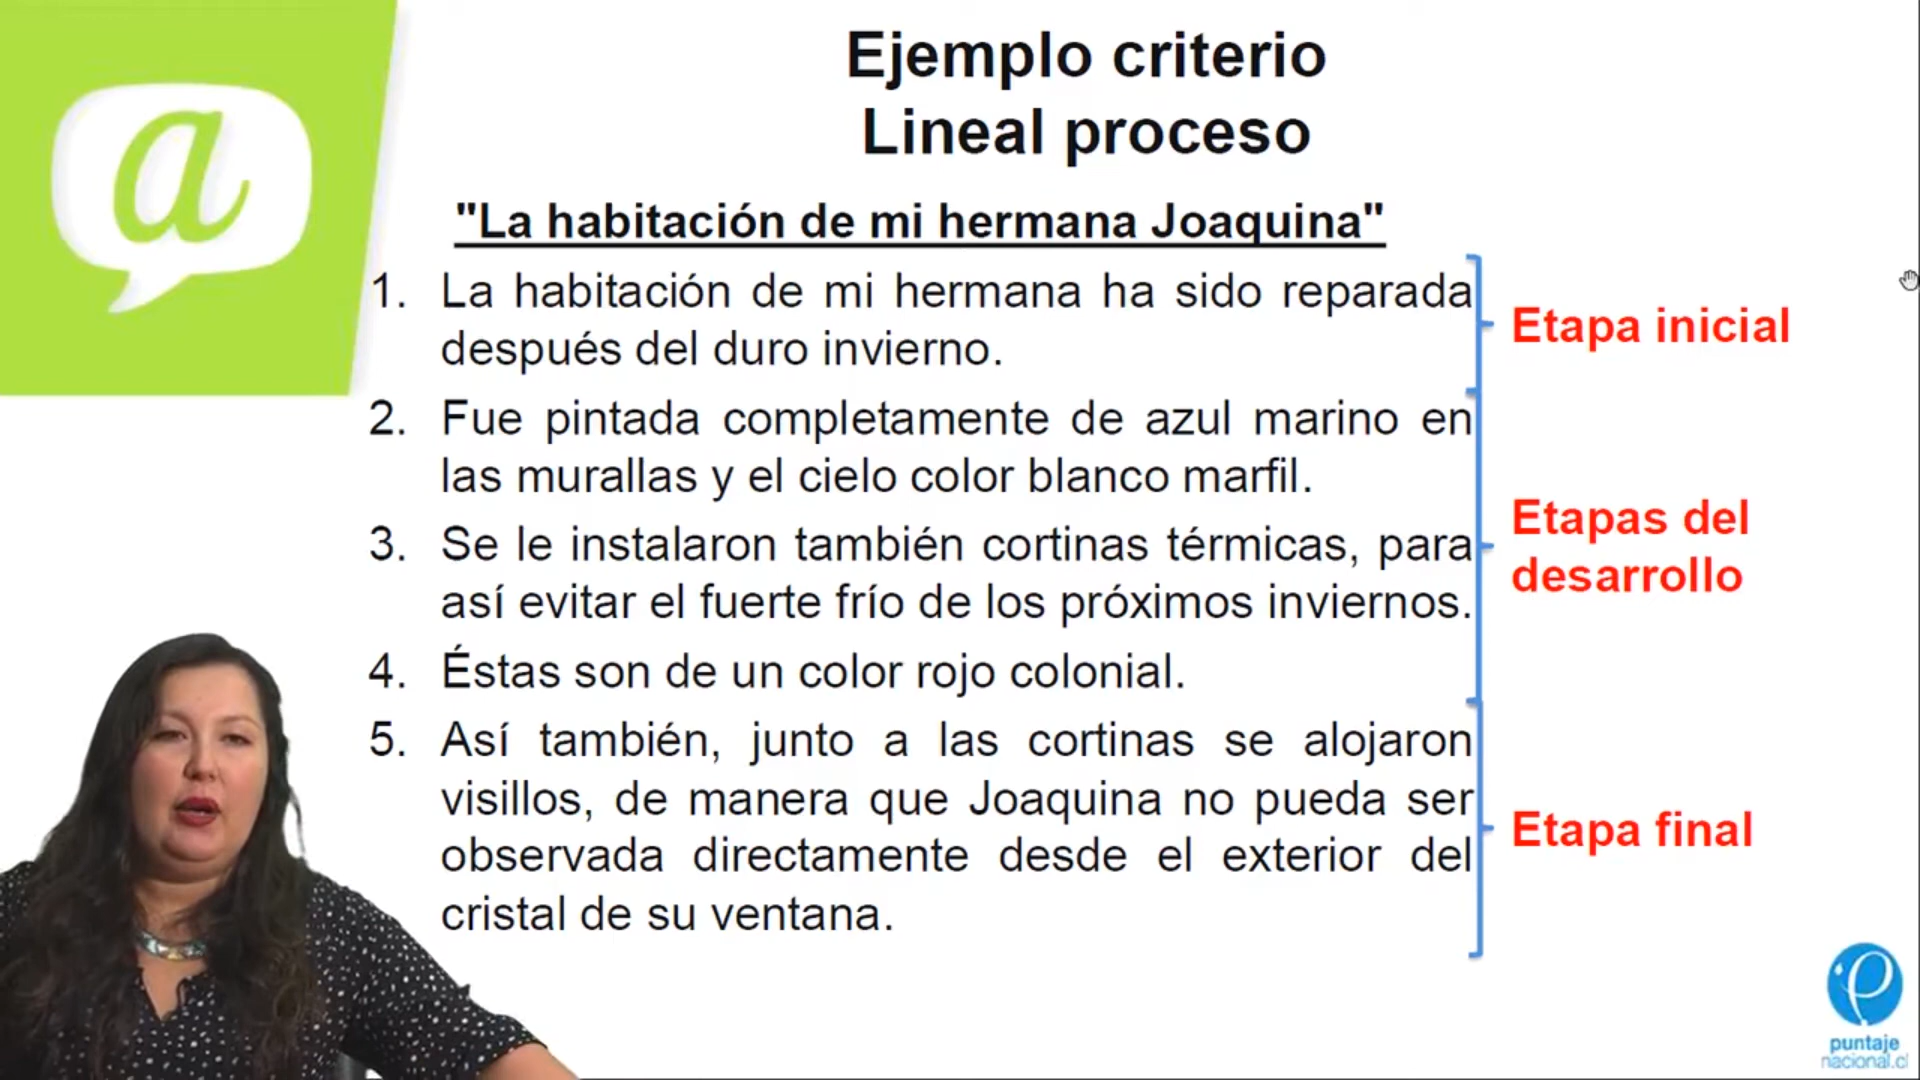 Ejemplo criterio
Lineal proceso
"La habitación de mi hermana Joaquina"
1. La habitación de mi hermana ha sido reparada
después del duro invierno.
2. Fue pintada completamente de azul marino en
las murallas y el cielo color blanco marfil.
3. Se le instalaron también cortinas térmicas, para
así evitar el fuerte frío de los próximos inviernos.
4. Éstas son de un color rojo colonial.
5. Así también, junto a las cortinas se alojaron
visillos, de manera que Joaquina no pueda ser
observada directamente desde el exterior del
cristal de su ventana.
Etapa inicial
Etapas del
desarrollo
Etapa final
a
puntaje
nacional.cl